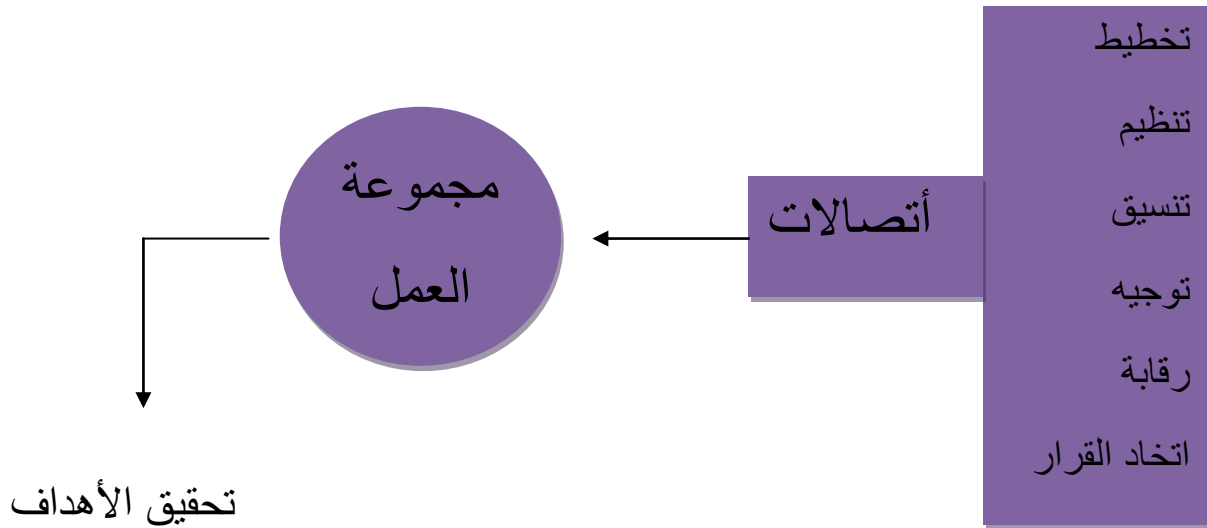 تخطيط
تنظيم
تنسيق
توجيه
رقابة
اتخاد القرار
أتصالات
مجموعة
العمل
تحقيق الأهداف